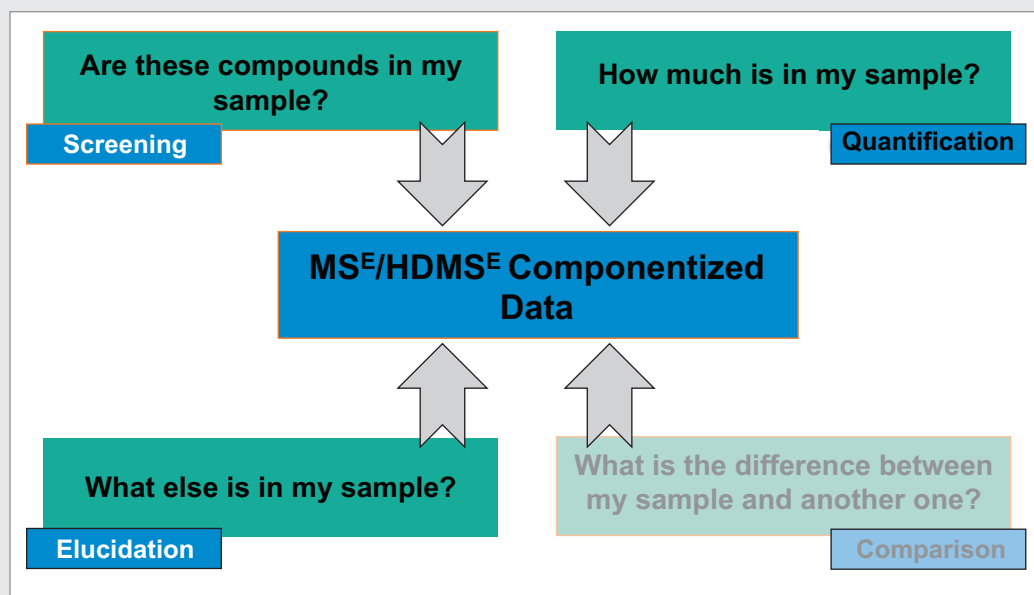 Are these compounds in my
sample?
Screening
How much is in my sample?
Quantification
MSᴱ/HDMSᴱ Componentized
Data
What else is in my sample?
Elucidation
What is the difference between
my sample and another one?
Comparison